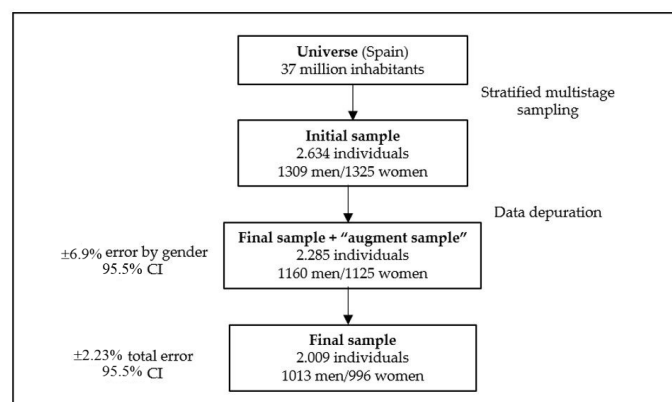 Universe (Spain)
37 million inhabitants
Stratified multistage
sampling
Initial sample
2.634 individuals
1309 men/1325 women
Data depuration
Final sample + “augment sample”
2.285 individuals
1160 men/1125 women
±6.9% error by gender
95.5% CI
Final sample
2.009 individuals
1013 men/996 women
±2.23% total error
95.5% CI